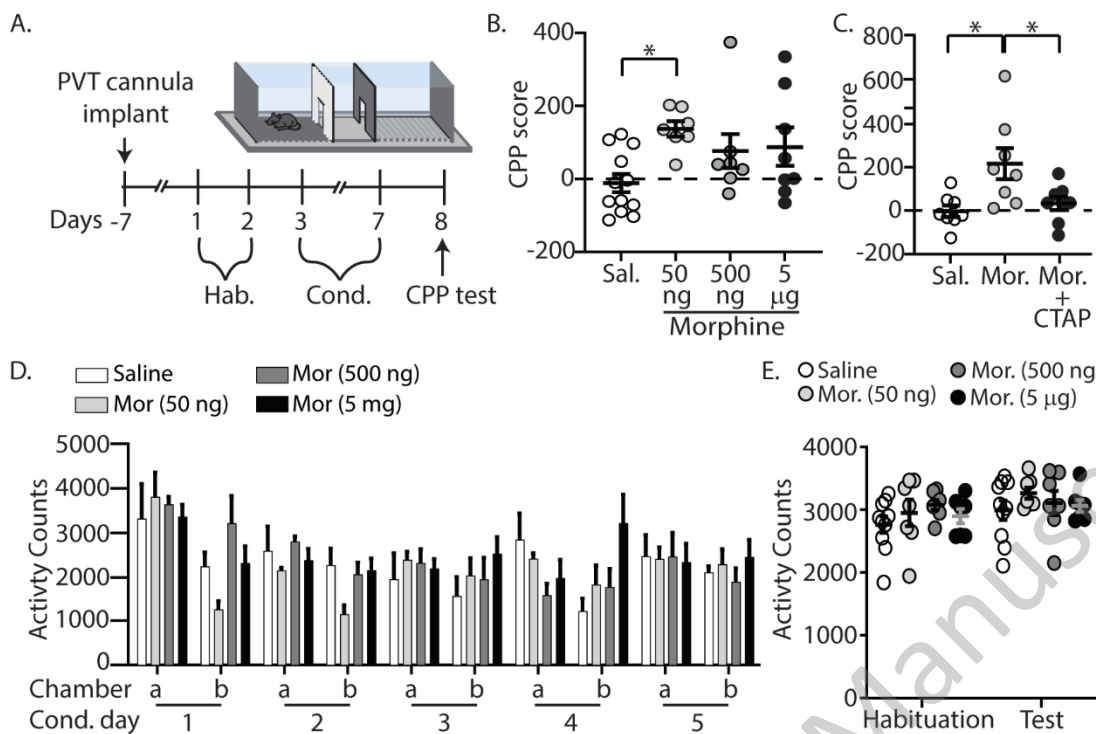 A.
PVT cannula
implant
Days -7 1 2 3 7 8
Hab. Cond. CPP test
B.
CPP score
400
200
0
-200
*
Sal. 50 ng 500 ng 5 μg
Morphine
C.
CPP score
800
600
400
200
0
-200
* *
Sal. Mor. Mor. + CTAP
D.
Saline Mor (500 ng)
Mor (50 ng) Mor (5 mg)
Activity Counts
5000
4000
3000
2000
1000
0
Chamber a b a b a b a b a b
Cond. day 1 2 3 4 5
E.
Saline Mor. (500 ng)
Mor. (50 ng) Mor. (5 μg)
Activity Counts
4000
3000
1000
0
Habituation Test
Manusc